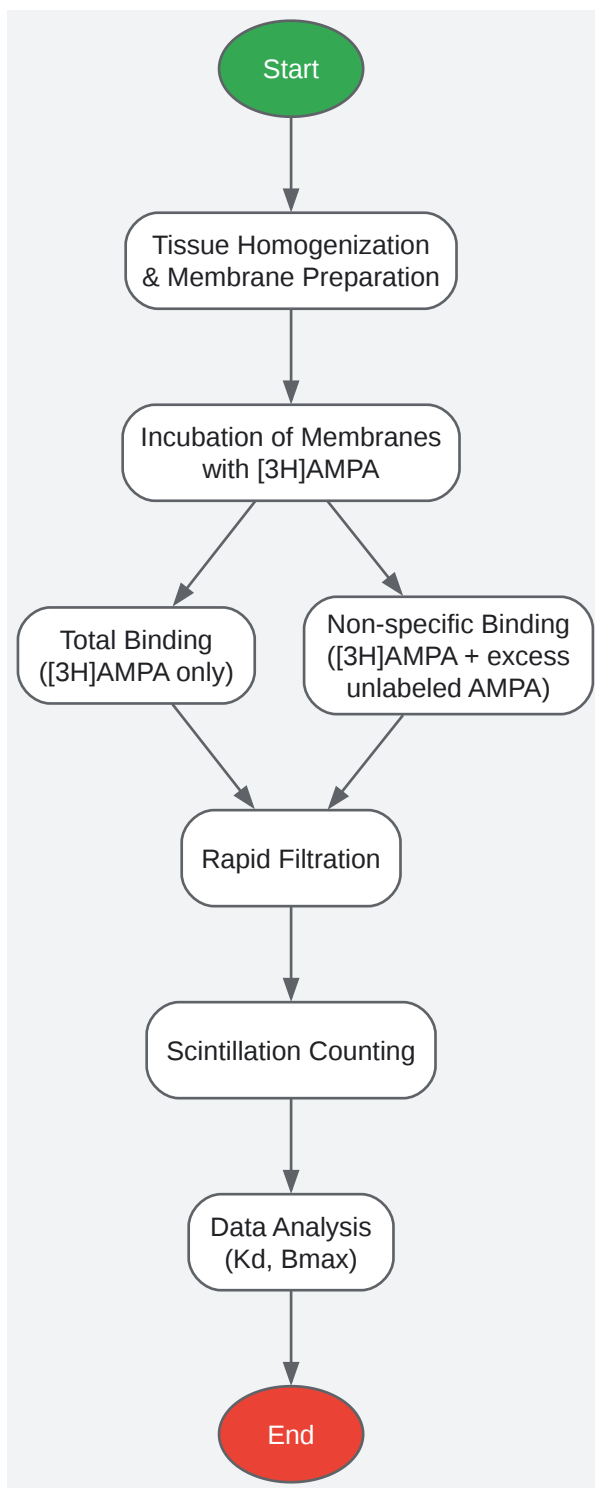 Start
Tissue Homogenization
& Membrane Preparation
Incubation of Membranes
with [3H]AMPA
Total Binding
([3H]AMPA only)
Non-specific Binding
([3H]AMPA + excess
unlabeled AMPA)
Rapid Filtration
Scintillation Counting
Data Analysis
(Kd, Bmax)
End